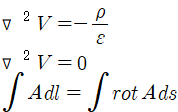 ∇ ² V = − ρ / ε
∇ ² V = 0
∫ A dl = ∫ rot A ds